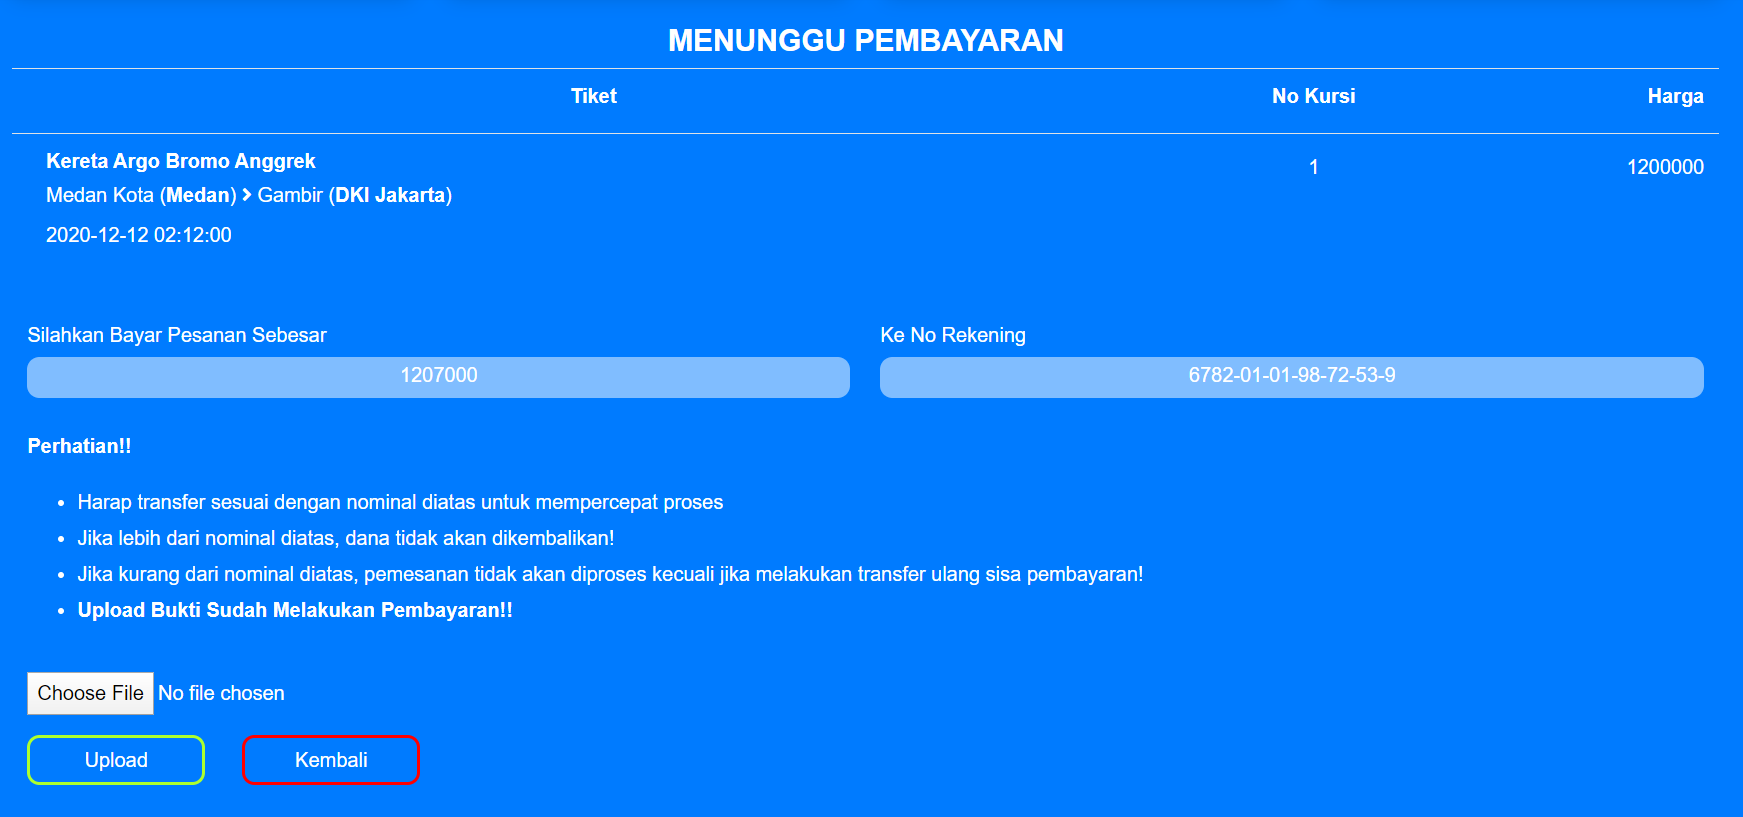 MENUNGGU PEMBAYARAN
Tiket No Kursi Harga
Kereta Argo Bromo Anggrek
1 1200000
Medan Kota (Medan) > Gambir (DKI Jakarta)
2020-12-12 02:12:00
Silahkan Bayar Pesanan Sebesar
1207000
Ke No Rekening
6782-01-01-98-72-53-9
Perhatian!!
• Harap transfer sesuai dengan nominal diatas untuk mempercepat proses
• Jika lebih dari nominal diatas, dana tidak akan dikembalikan!
• Jika kurang dari nominal diatas, pemesanan tidak akan diproses kecuali jika melakukan transfer ulang sisa pembayaran!
• Upload Bukti Sudah Melakukan Pembayaran!!
Choose File No file chosen
Upload Kembali